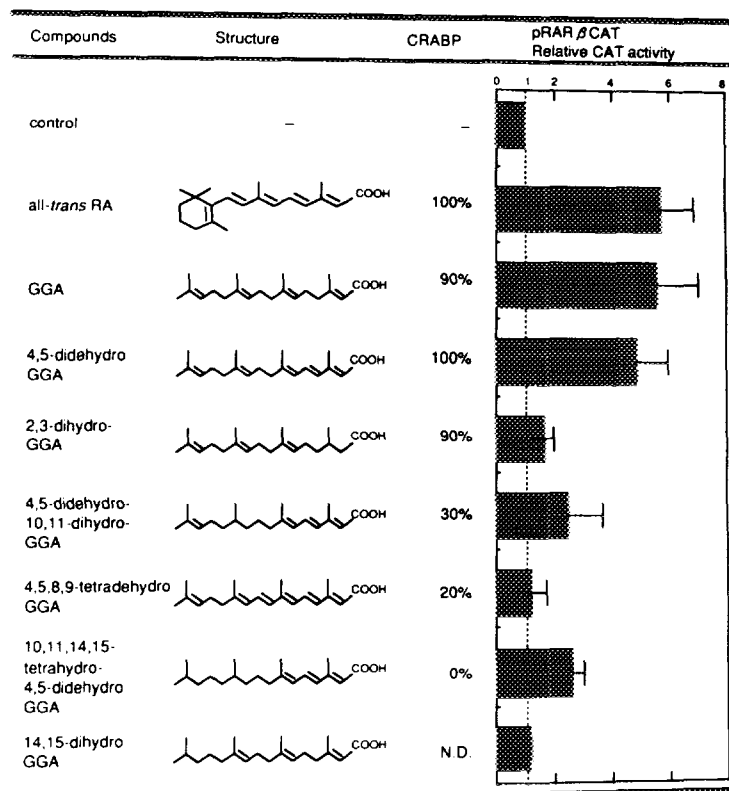 Compounds Structure CRABP pRAR β CAT
Relative CAT activity
0 1 2 4 6 8
control – –
all-trans RA COOH 100%
GGA COOH 90%
4,5-didehydro
GGA COOH 100%
2,3-dihydro-
GGA COOH 90%
4,5-didehydro-
10,11-dihydro-
GGA COOH 30%
4,5,8,9-tetradehydro
GGA COOH 20%
10,11,14,15-
tetrahydro-
4,5-didehydro
GGA COOH 0%
14,15-dihydro
GGA COOH N.D.